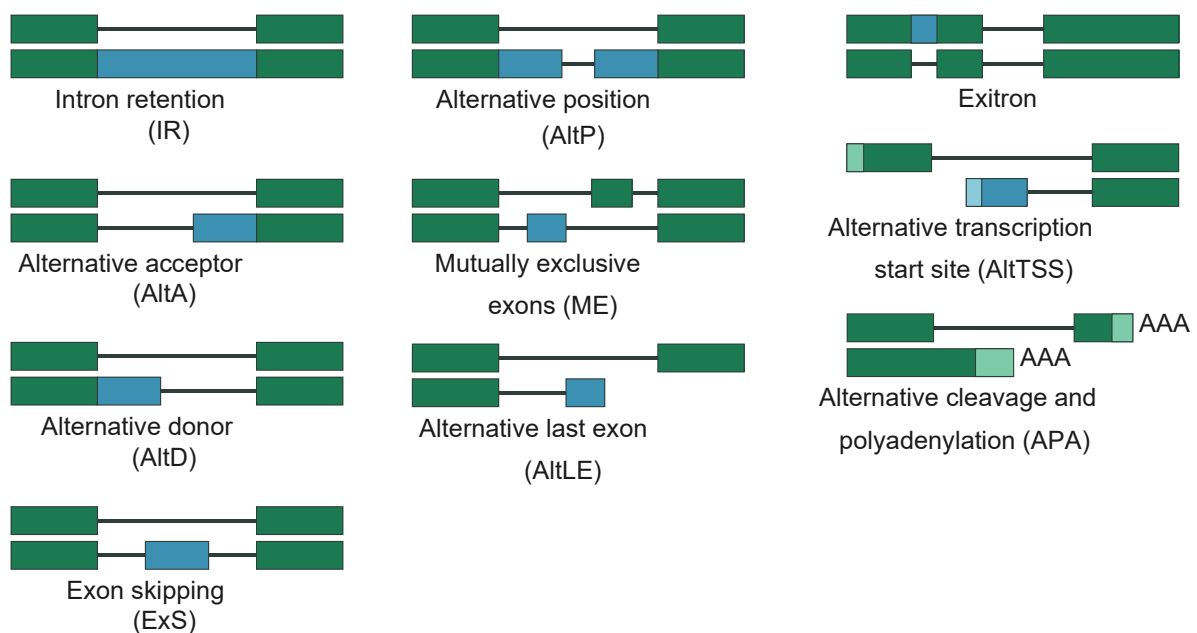 Intron retention
(IR)
Alternative acceptor
(AltA)
Alternative donor
(AltD)
Exon skipping
(ExS)
Alternative position
(AltP)
Mutually exclusive
exons (ME)
Alternative last exon
(AltLE)
Exitron
Alternative transcription
start site (AltTSS)
AAA
AAA
Alternative cleavage and
polyadenylation (APA)